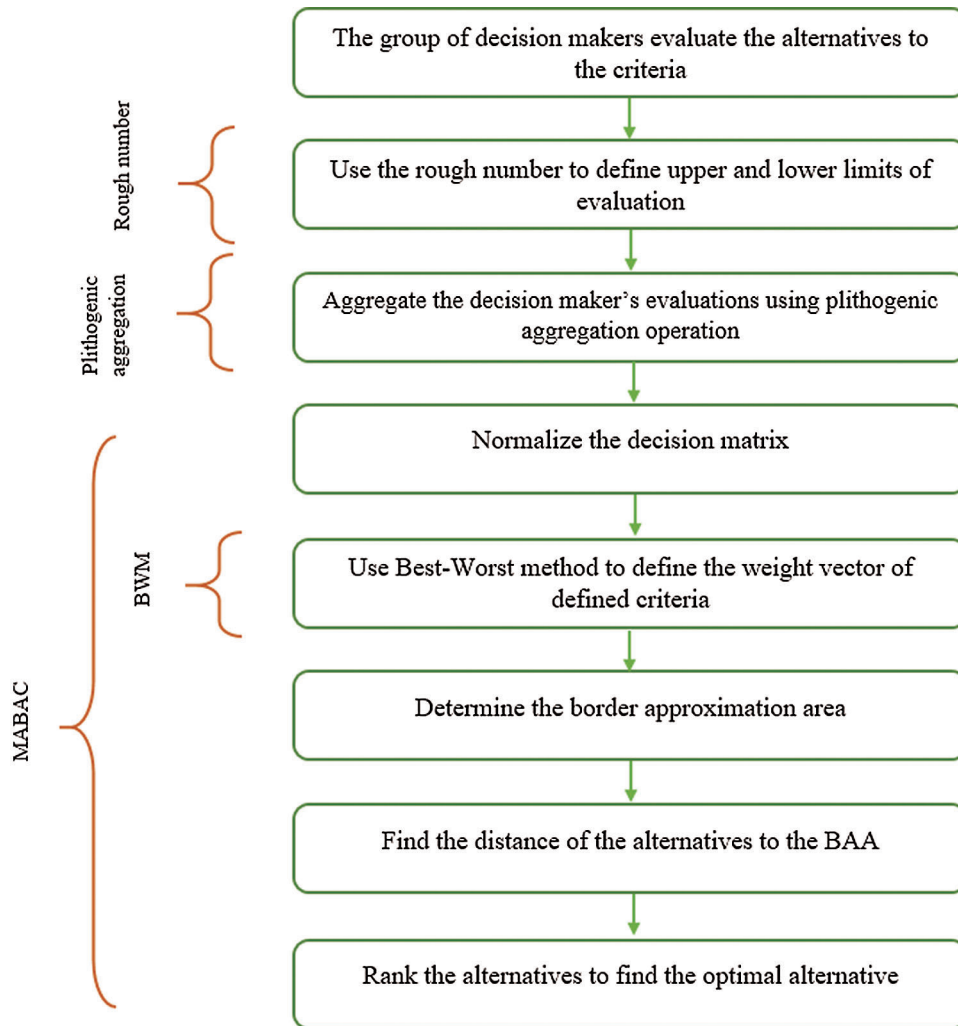 The group of decision makers evaluate the alternatives to
the criteria
Rough number
Use the rough number to define upper and lower limits of
evaluation
Plithogenic
aggregation
Aggregate the decision maker’s evaluations using plithogenic
aggregation operation
MABAC
Normalize the decision matrix
BWM
Use Best-Worst method to define the weight vector of
defined criteria
Determine the border approximation area
Find the distance of the alternatives to the BAA
Rank the alternatives to find the optimal alternative